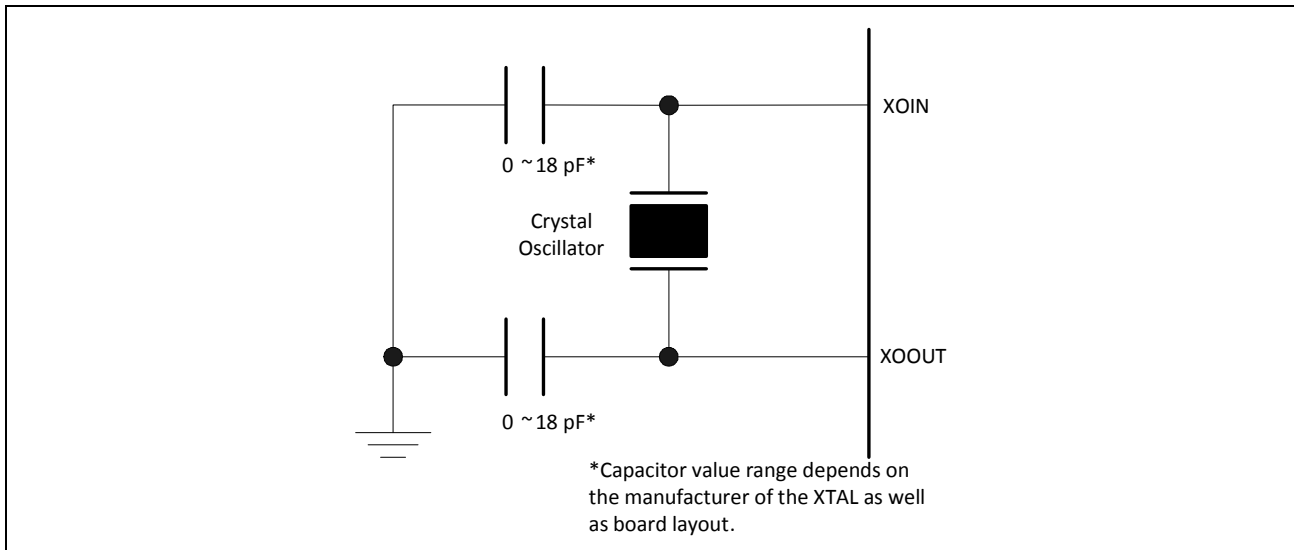 XOIN
0 ~18 pF*
Crystal
Oscillator
XOOUT
0 ~18 pF*
*Capacitor value range depends on
the manufacturer of the XTAL as well
as board layout.